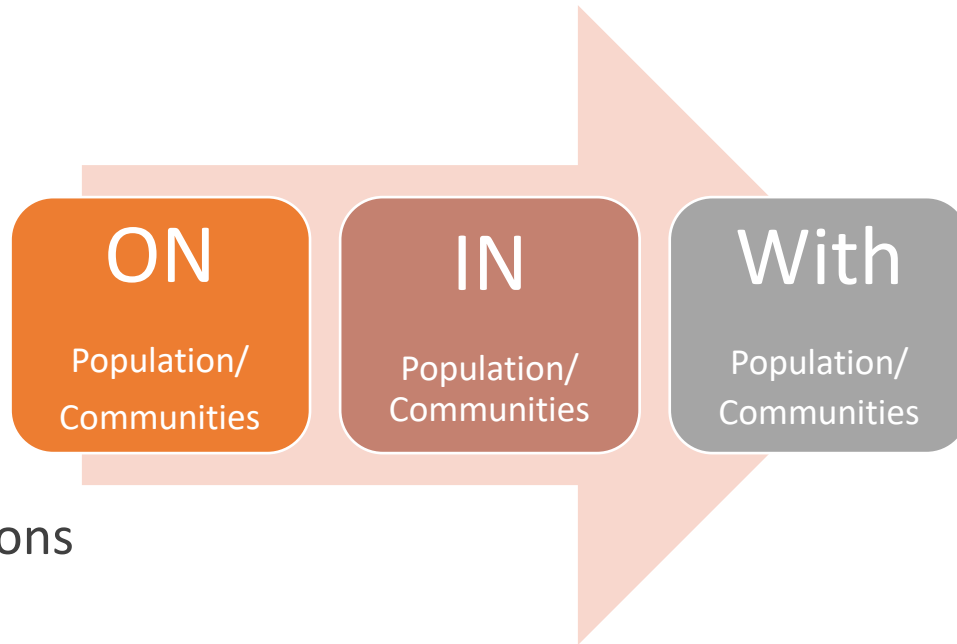 ON
Population/
Communities
IN
Population/
Communities
With
Population/
Communities
ons